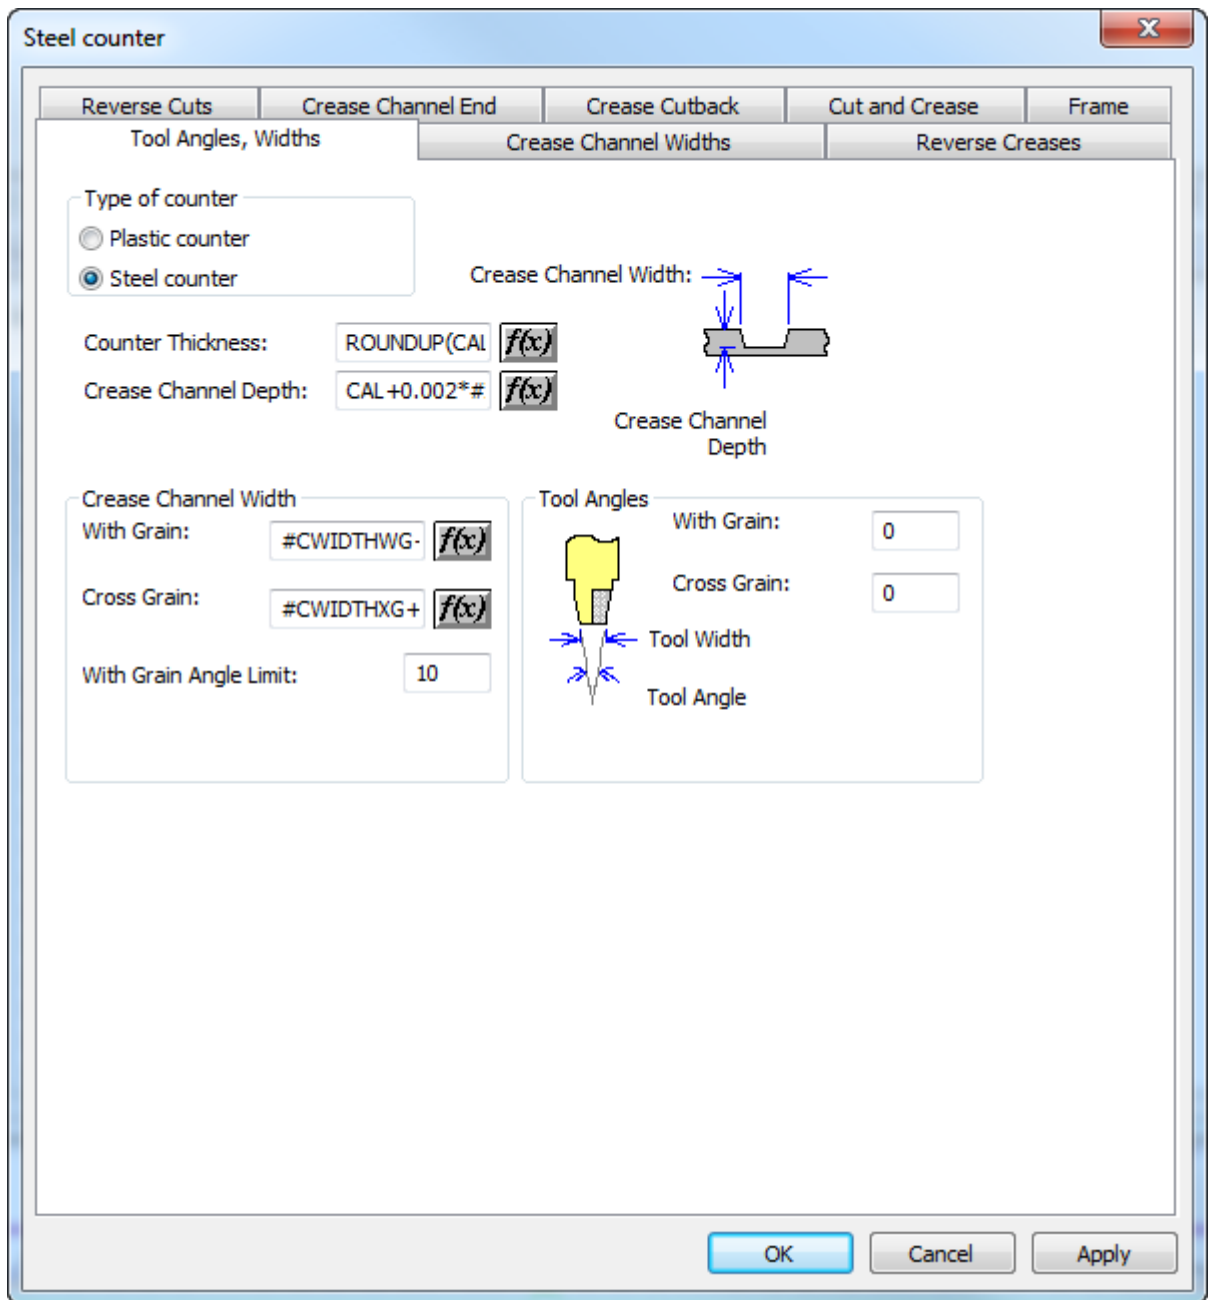 Steel counter
Reverse Cuts
Crease Channel End
Crease Cutback
Cut and Crease
Frame
Tool Angles, Widths
Crease Channel Widths
Reverse Creases
Type of counter
Plastic counter
Steel counter
Crease Channel Width:
Counter Thickness:
ROUNDUP(CAL
f(x)
Crease Channel Depth:
CAL+0.002*#
f(x)
Crease Channel
Depth
Crease Channel Width
With Grain:
#CWIDTHWG-
f(x)
Cross Grain:
#CWIDTHXG+
f(x)
With Grain Angle Limit:
10
Tool Angles
With Grain:
0
Cross Grain:
0
Tool Width
Tool Angle
OK
Cancel
Apply